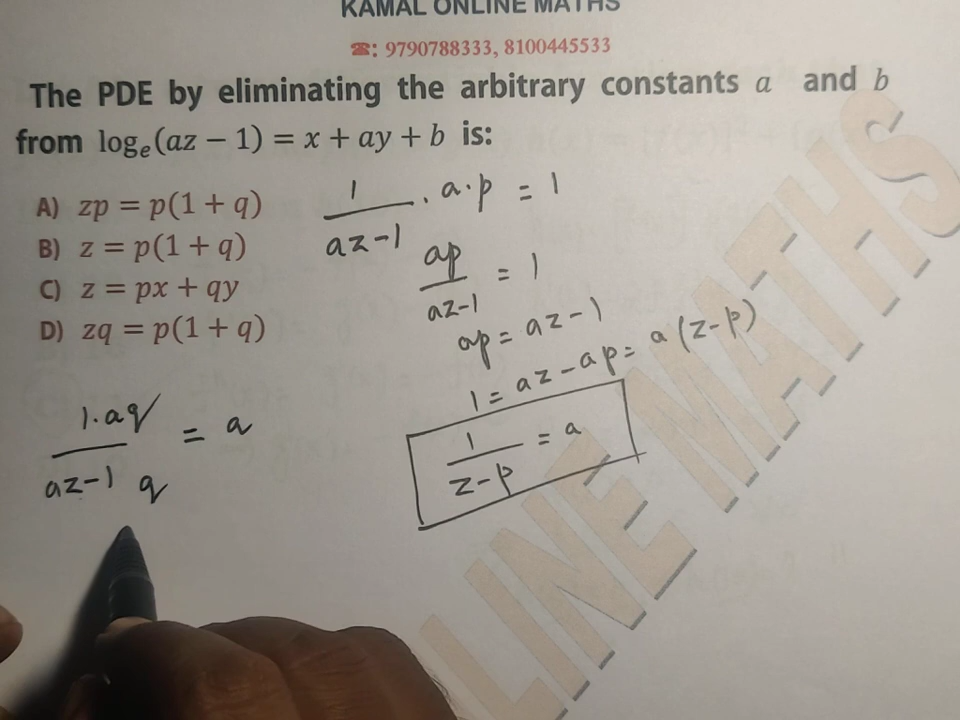 KAMAL ONLINE MATHS
☎: 9790788333, 8100445533
The PDE by eliminating the arbitrary constants a and b
from logₑ(az − 1) = x + ay + b is:
A) zp = p(1 + q)
B) z = p(1 + q)
C) z = px + qy
D) zq = p(1 + q)
1/(az-1) . a.p = 1
ap/(az-1) = 1
ap = az-1
1 = az-ap = a(z-p)
1/(z-p) = a
1.aq/(az-1) = a
q
LINE MATHS